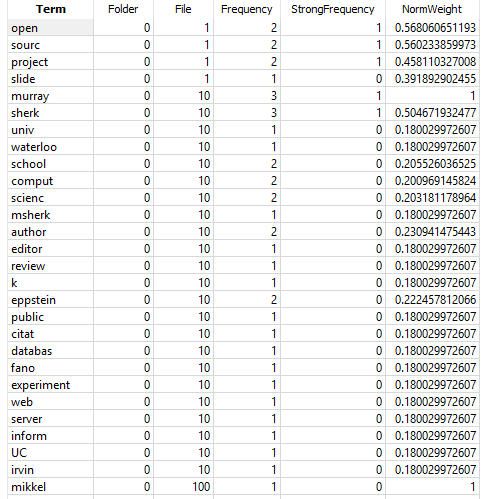 Term Folder File Frequency StrongFrequency NormWeight
open 0 1 2 1 0.568060651193
sourc 0 1 2 1 0.560233859973
project 0 1 2 1 0.458110327008
slide 0 1 1 0 0.391892902455
murray 0 10 3 1 1
sherk 0 10 3 1 0.504671932477
univ 0 10 1 0 0.180029972607
waterloo 0 10 1 0 0.180029972607
school 0 10 2 0 0.205526036525
comput 0 10 2 0 0.200969145824
scienc 0 10 2 0 0.203181178964
msherk 0 10 1 0 0.180029972607
author 0 10 2 0 0.230941475443
editor 0 10 1 0 0.180029972607
review 0 10 1 0 0.180029972607
k 0 10 1 0 0.180029972607
eppstein 0 10 2 0 0.222457812066
public 0 10 1 0 0.180029972607
citat 0 10 1 0 0.180029972607
databas 0 10 1 0 0.180029972607
fano 0 10 1 0 0.180029972607
experiment 0 10 1 0 0.180029972607
web 0 10 1 0 0.180029972607
server 0 10 1 0 0.180029972607
inform 0 10 1 0 0.180029972607
UC 0 10 1 0 0.180029972607
irvin 0 10 1 0 0.180029972607
mikkel 0 100 1 0 1